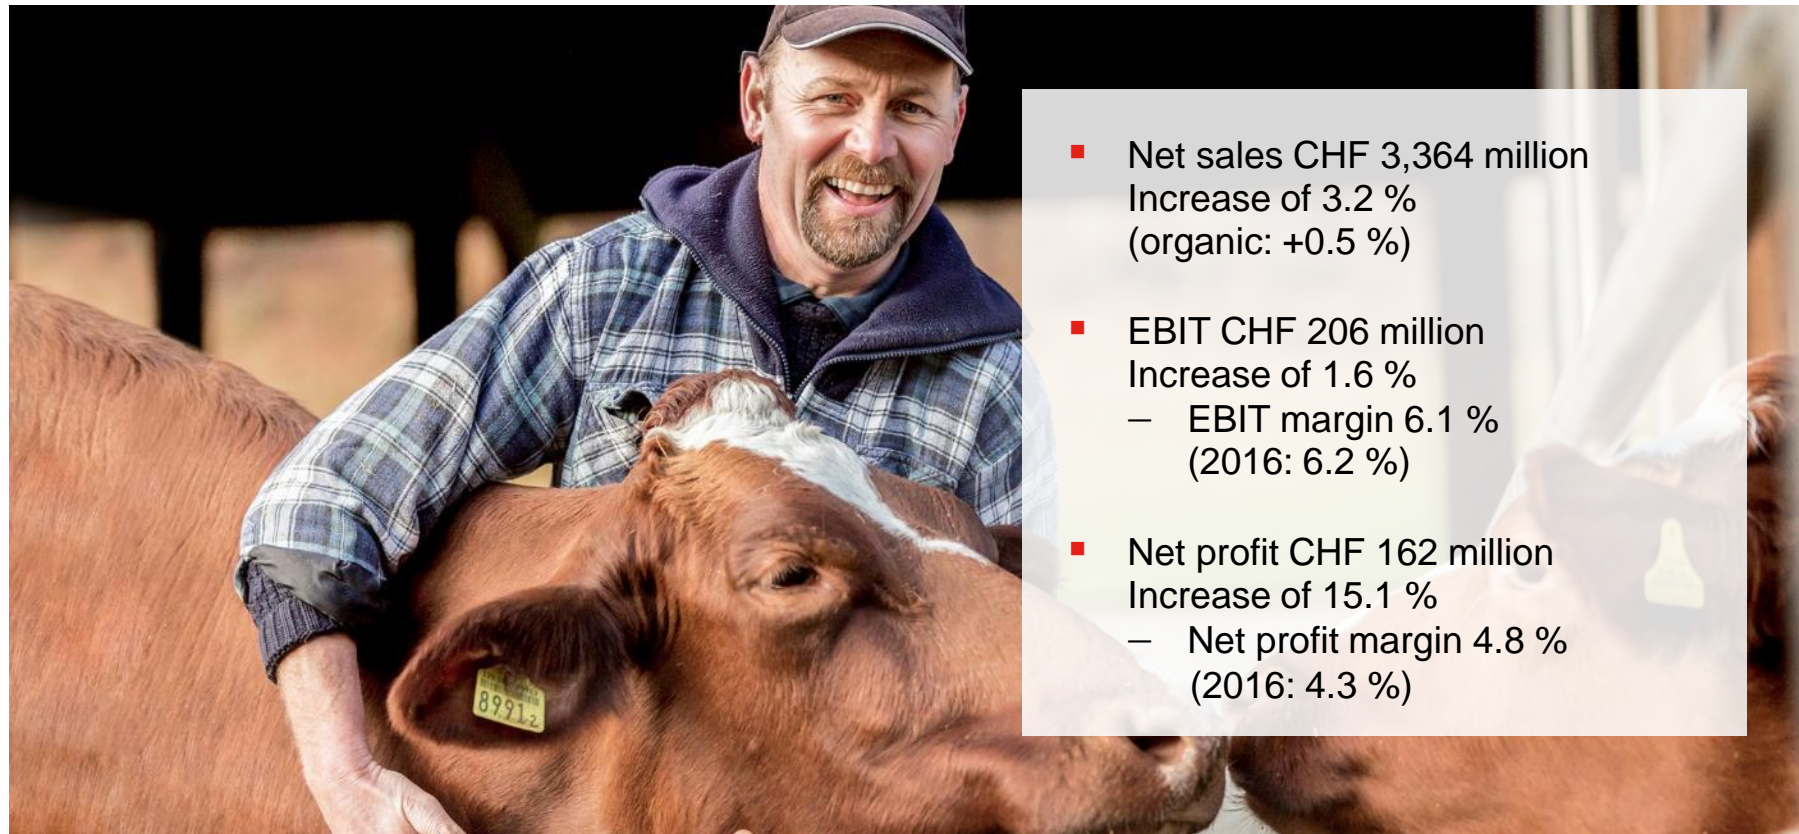 ▪ Net sales CHF 3,364 million
Increase of 3.2 %
(organic: +0.5 %)
▪ EBIT CHF 206 million
Increase of 1.6 %
– EBIT margin 6.1 %
(2016: 6.2 %)
▪ Net profit CHF 162 million
Increase of 15.1 %
– Net profit margin 4.8 %
(2016: 4.3 %)
8991 2